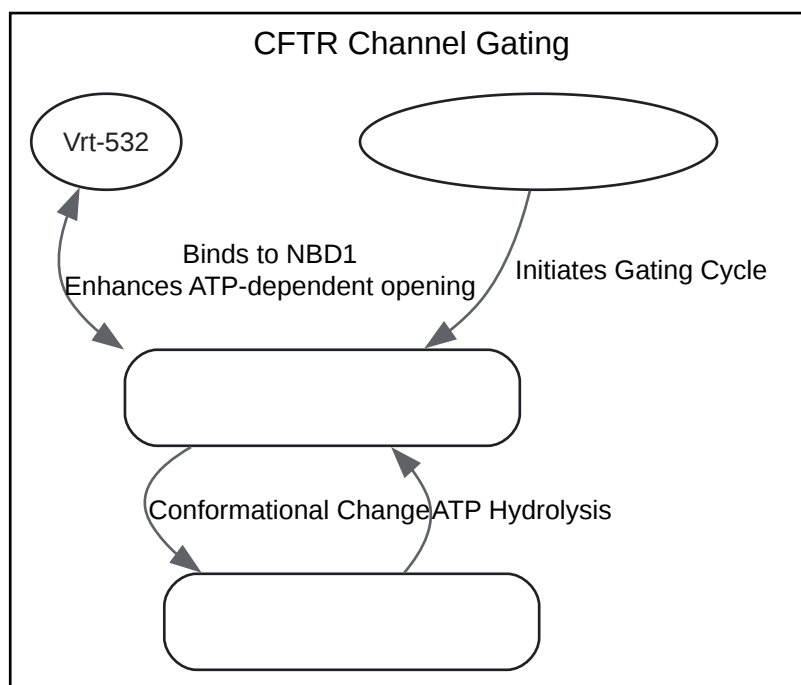 CFTR Channel Gating
Vrt-532
Binds to NBD1
Enhances ATP-dependent opening
Initiates Gating Cycle
Conformational Change
ATP Hydrolysis